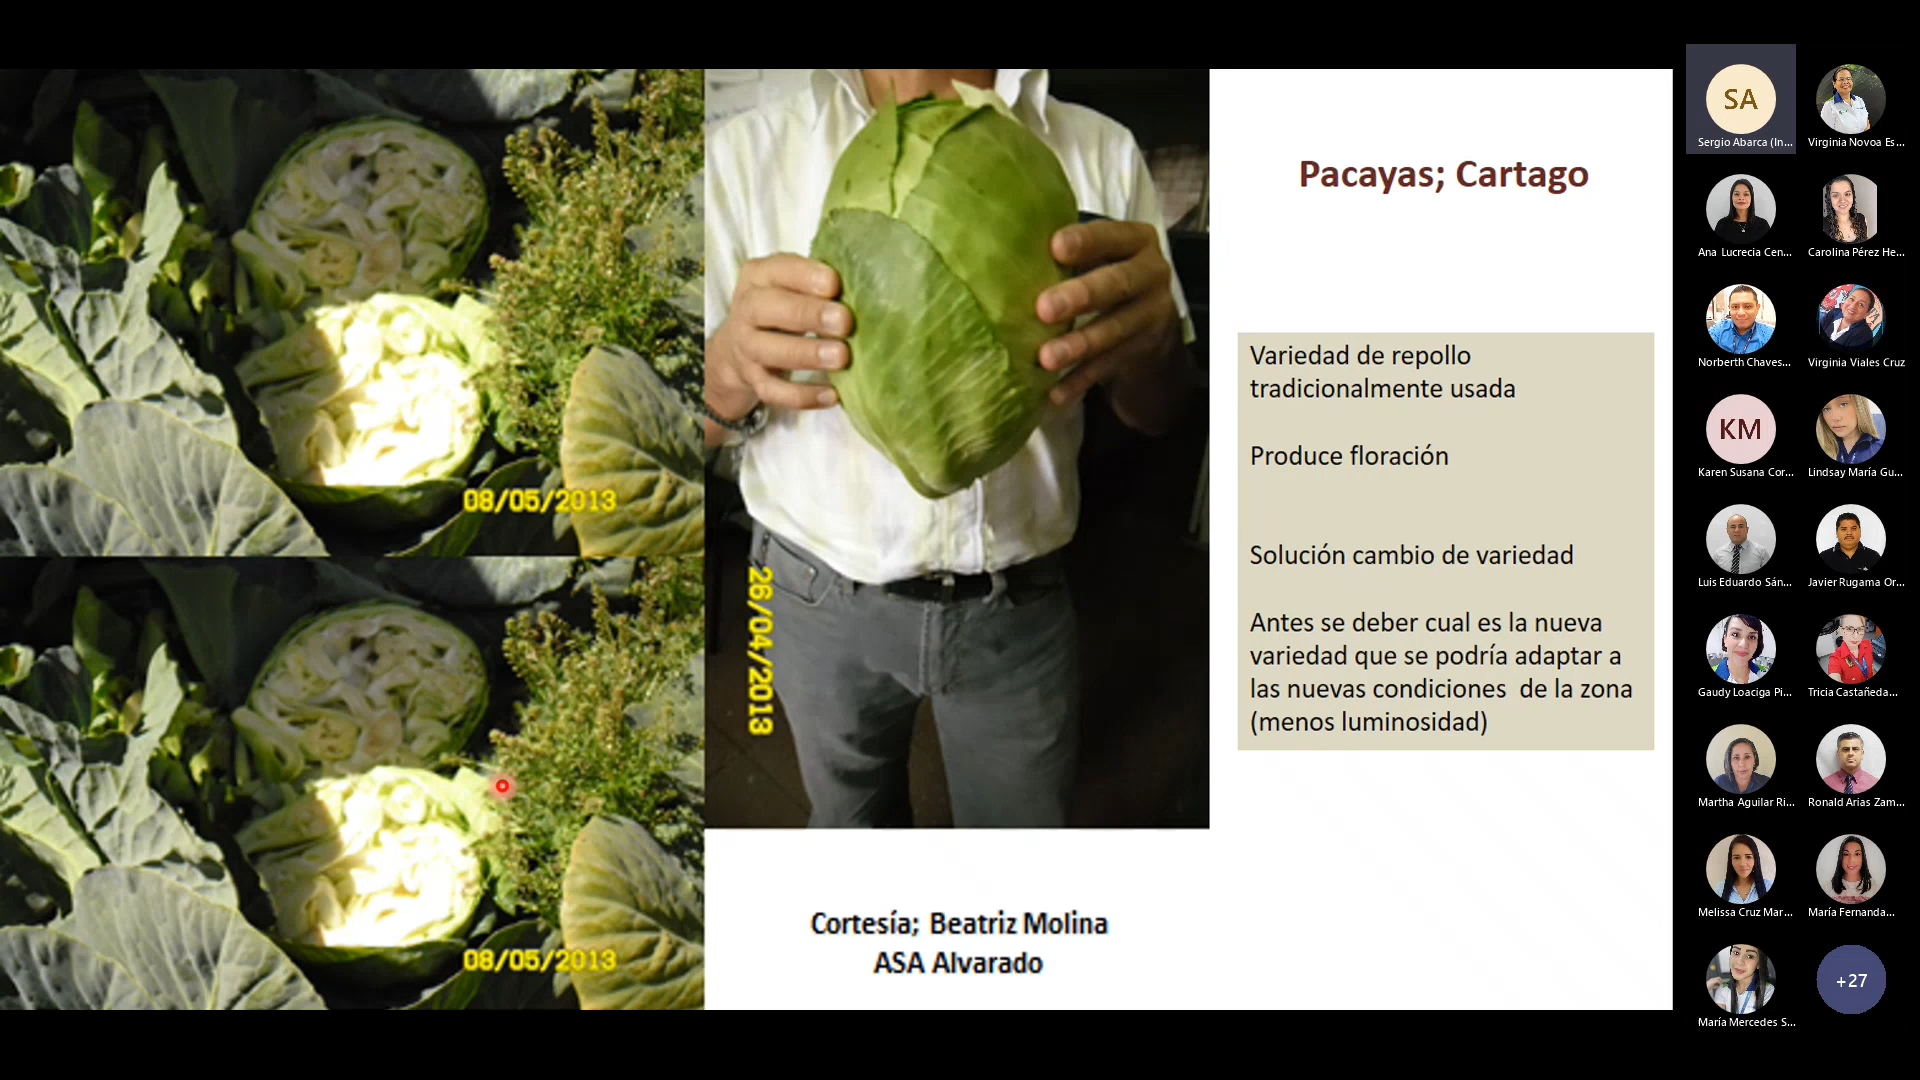 08/05/2013
08/05/2013
26/04/2013
Cortesía; Beatriz Molina
ASA Alvarado
Pacayas; Cartago
Variedad de repollo
tradicionalmente usada
Produce floración
Solución cambio de variedad
Antes se deber cual es la nueva
variedad que se podría adaptar a
las nuevas condiciones de la zona
(menos luminosidad)
SA
Sergio Abarca (In...
Virginia Novoa Es...
Ana Lucrecia Cen...
Carolina Pérez He...
Norberth Chaves...
Virginia Viales Cruz
KM
Karen Susana Cor...
Lindsay María Gu...
Luis Eduardo Sán...
Javier Rugama Or...
Gaudy Loaciga Pi...
Tricia Castañeda...
Martha Aguilar Ri...
Ronald Arias Zam...
Melissa Cruz Mar...
María Fernanda...
María Mercedes S...
+27